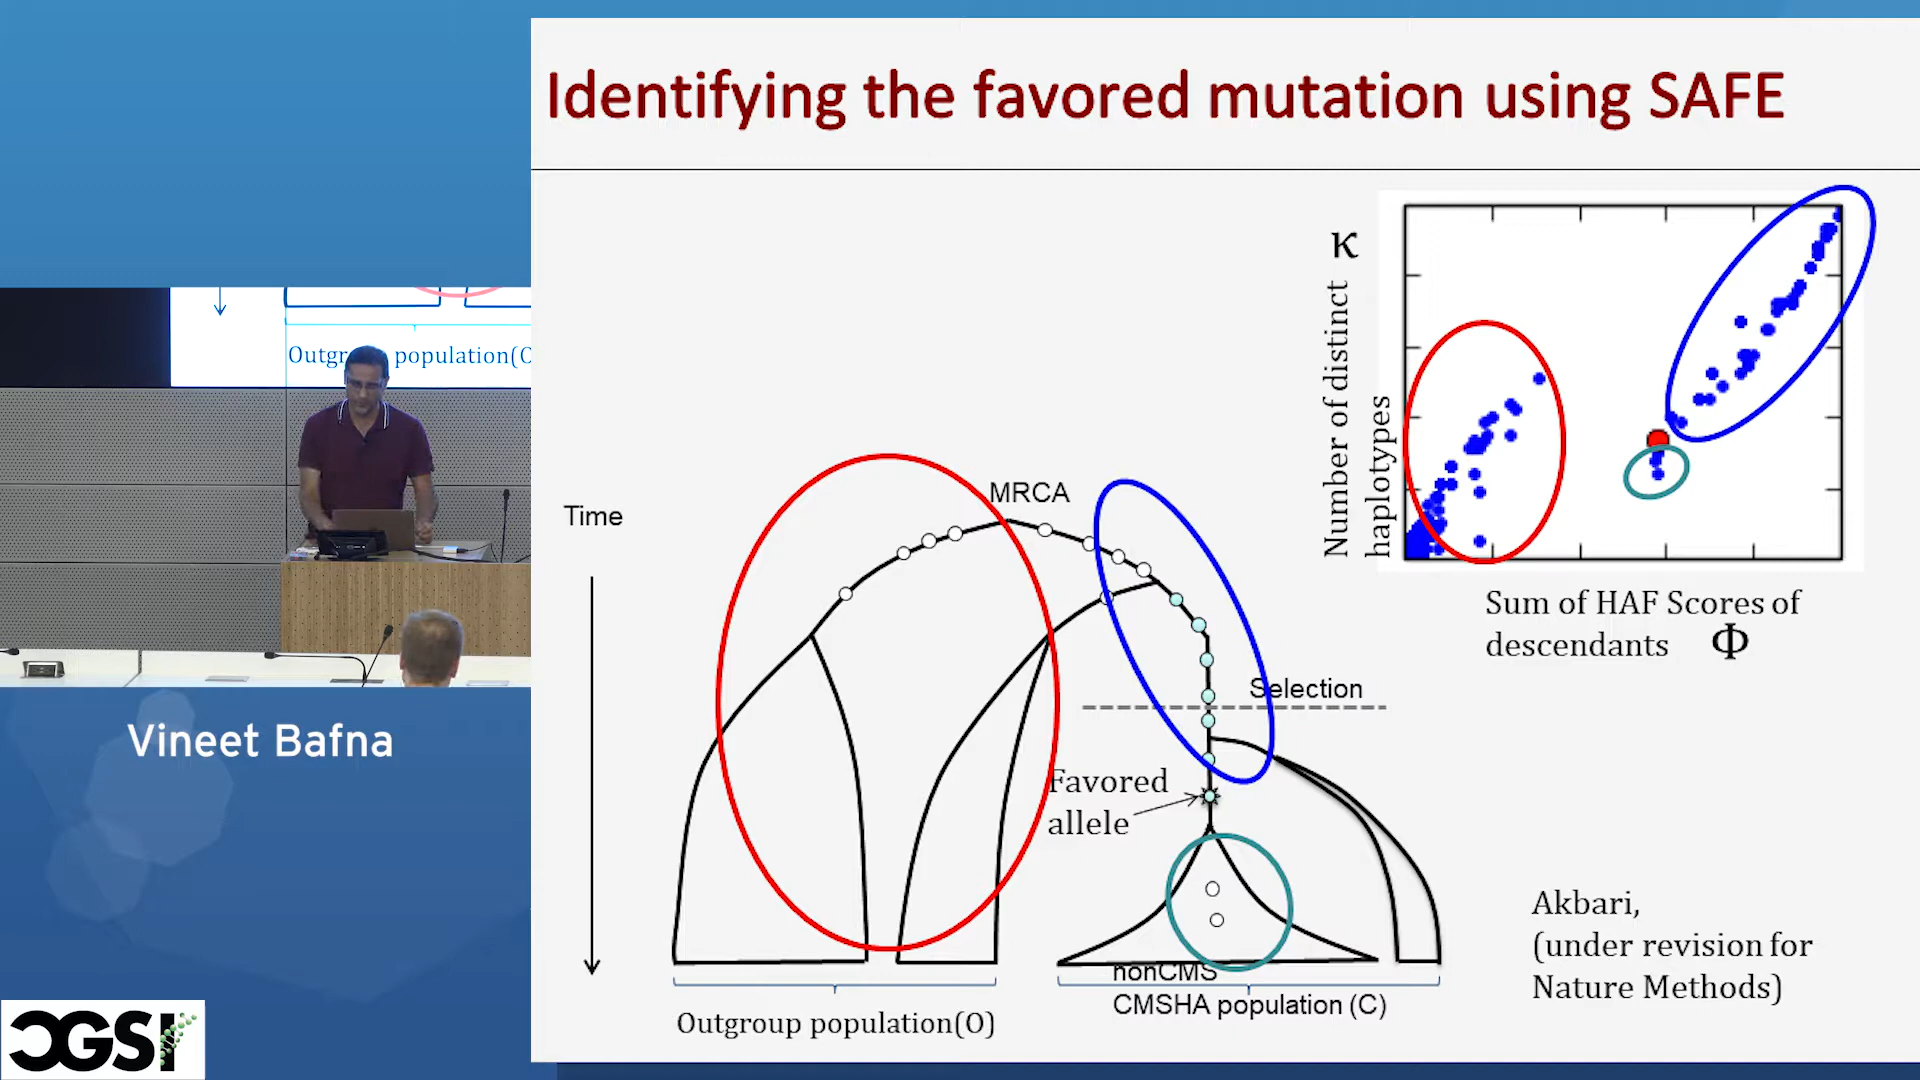 Identifying the favored mutation using SAFE
κ
Number of distinct
haplotypes
Sum of HAF Scores of
descendants Φ
MRCA
Time
Selection
Favored
allele
nonCMS
CMSHA population (C)
Outgroup population(O)
Akbari,
(under revision for
Nature Methods)
Outgr population(O
Vineet Bafna
CGSI